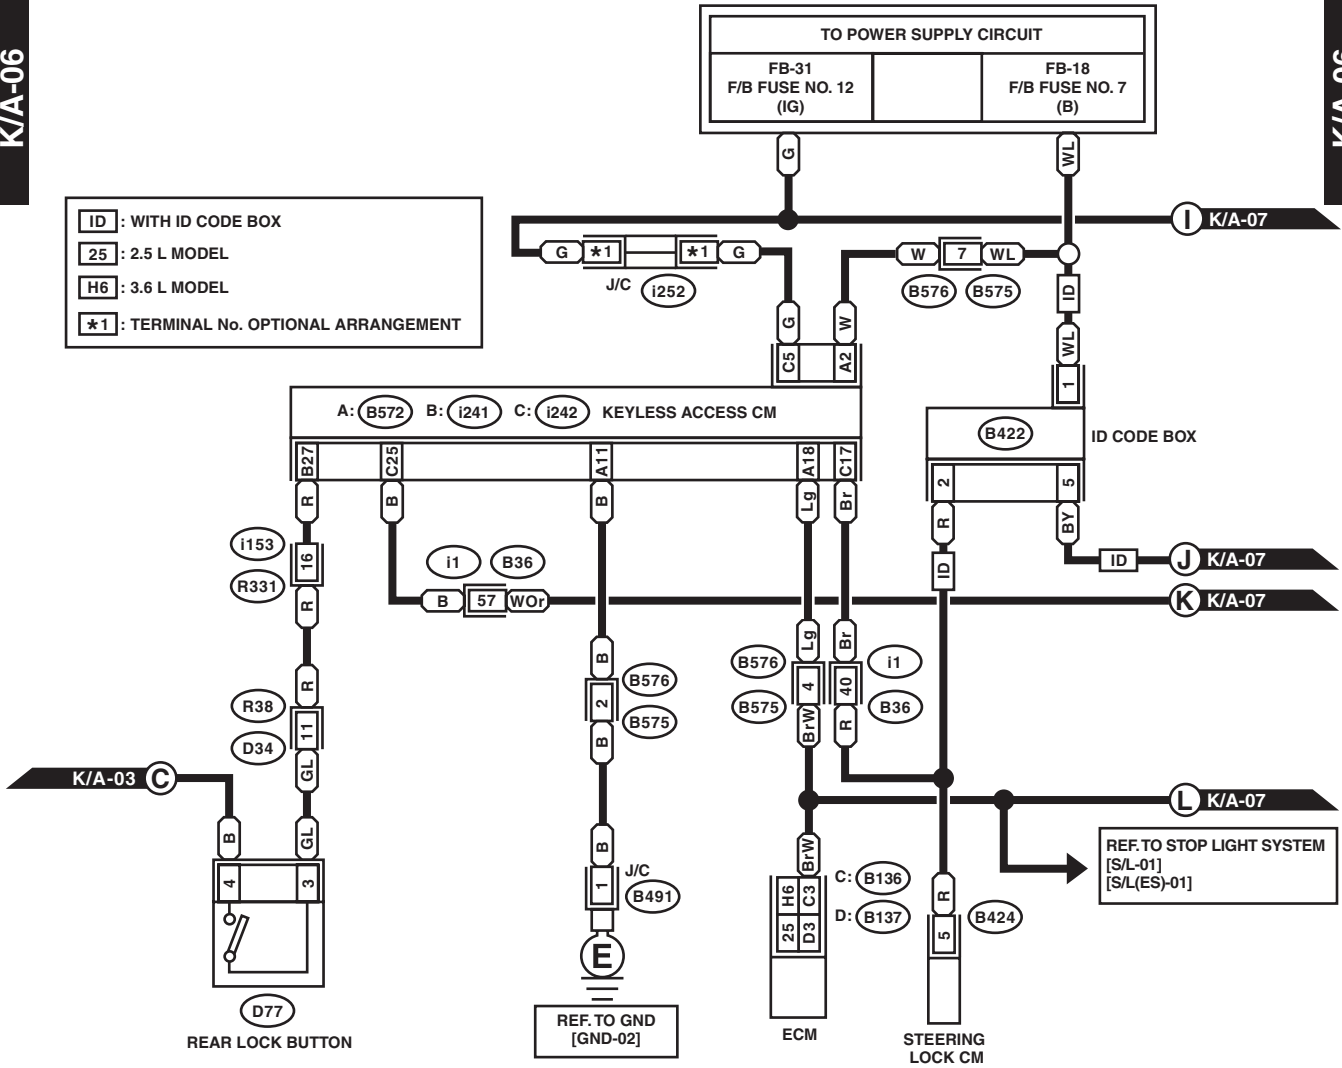 K/A-06
K/A-06
TO POWER SUPPLY CIRCUIT
FB-31
F/B FUSE NO. 12
(IG)
FB-18
F/B FUSE NO. 7
(B)
G
WL
ID : WITH ID CODE BOX
25 : 2.5 L MODEL
H6 : 3.6 L MODEL
*1 : TERMINAL No. OPTIONAL ARRANGEMENT
I K/A-07
G *1 *1 G
J/C i252
W 7 WL
B576 B575
ID
WL
1
G
W
C5
A2
A: B572 B: i241 C: i242 KEYLESS ACCESS CM
B422
ID CODE BOX
B27
C25
A11
A18
C17
2
5
R
B
B
Lg
Br
R
BY
i153
16
R331
R
i1 B36
B 57 WOr
ID
ID
J K/A-07
K K/A-07
R
R38
11
D34
GL
B
B576
2
B575
B
Lg
Br
B576
4
B575
BrW
i1
40
B36
R
K/A-03 C
L K/A-07
B
GL
4
3
D77
REAR LOCK BUTTON
B
J/C
1
B491
E
REF. TO GND
[GND-02]
BrW
H6 C3
25 D3
C: B136
D: B137
ECM
R
5
B424
STEERING
LOCK CM
REF. TO STOP LIGHT SYSTEM
[S/L-01]
[S/L(ES)-01]